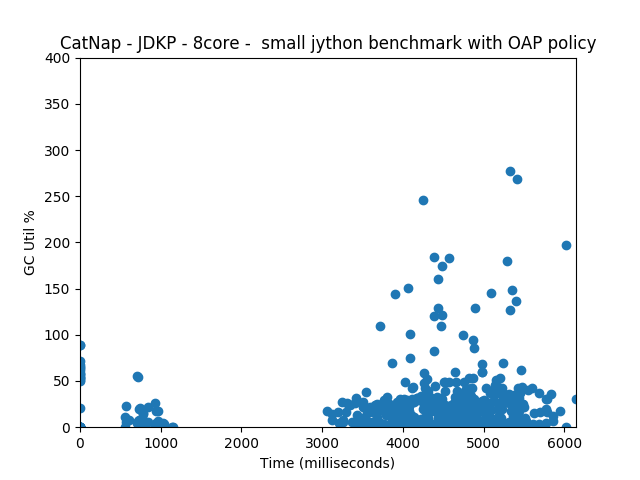 CatNap - JDKP - 8core -  small jython benchmark with OAP policy
400
350
300
250
200
150
100
50
0
GC Util %
0 1000 2000 3000 4000 5000 6000
Time (milliseconds)